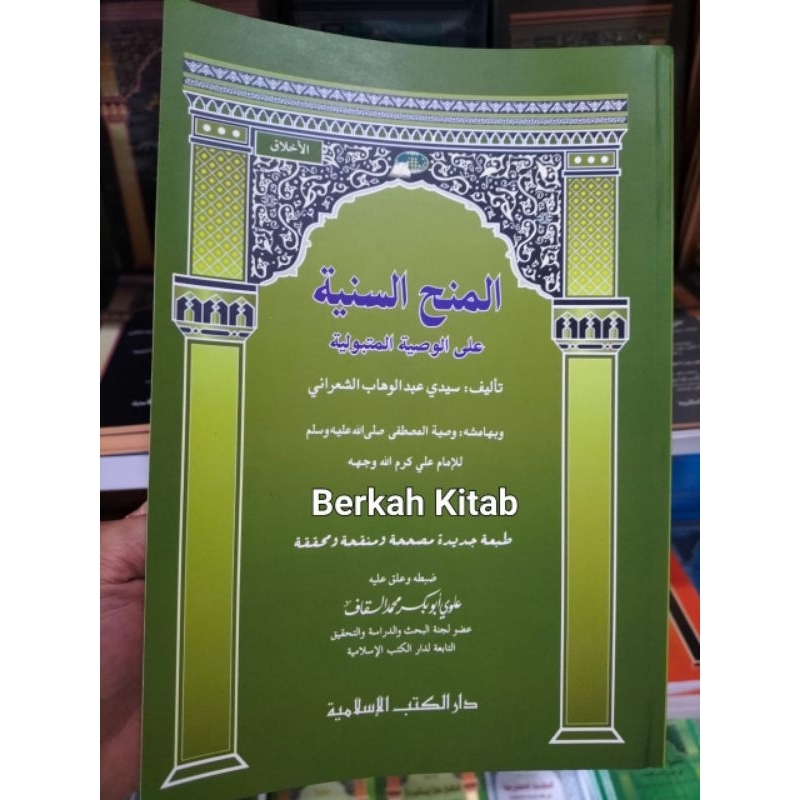 الأخلاق
المنح السنية
على الوصية المتبولية
تأليف: سيدي عبد الوهاب الشعراني
وبهامشه: وصية المصطفى صلى الله عليه وسلم
للإمام علي كرم الله وجهه
Berkah Kitab
طبعة جديدة مصححة ومنقحة ومحققة
ضبطه وعلق عليه
علوي أبو بكر محمد السقاف
عضو لجنة البحث والدراسة والتحقيق
التابعة لدار الكتب الإسلامية
دار الكتب الإسلامية